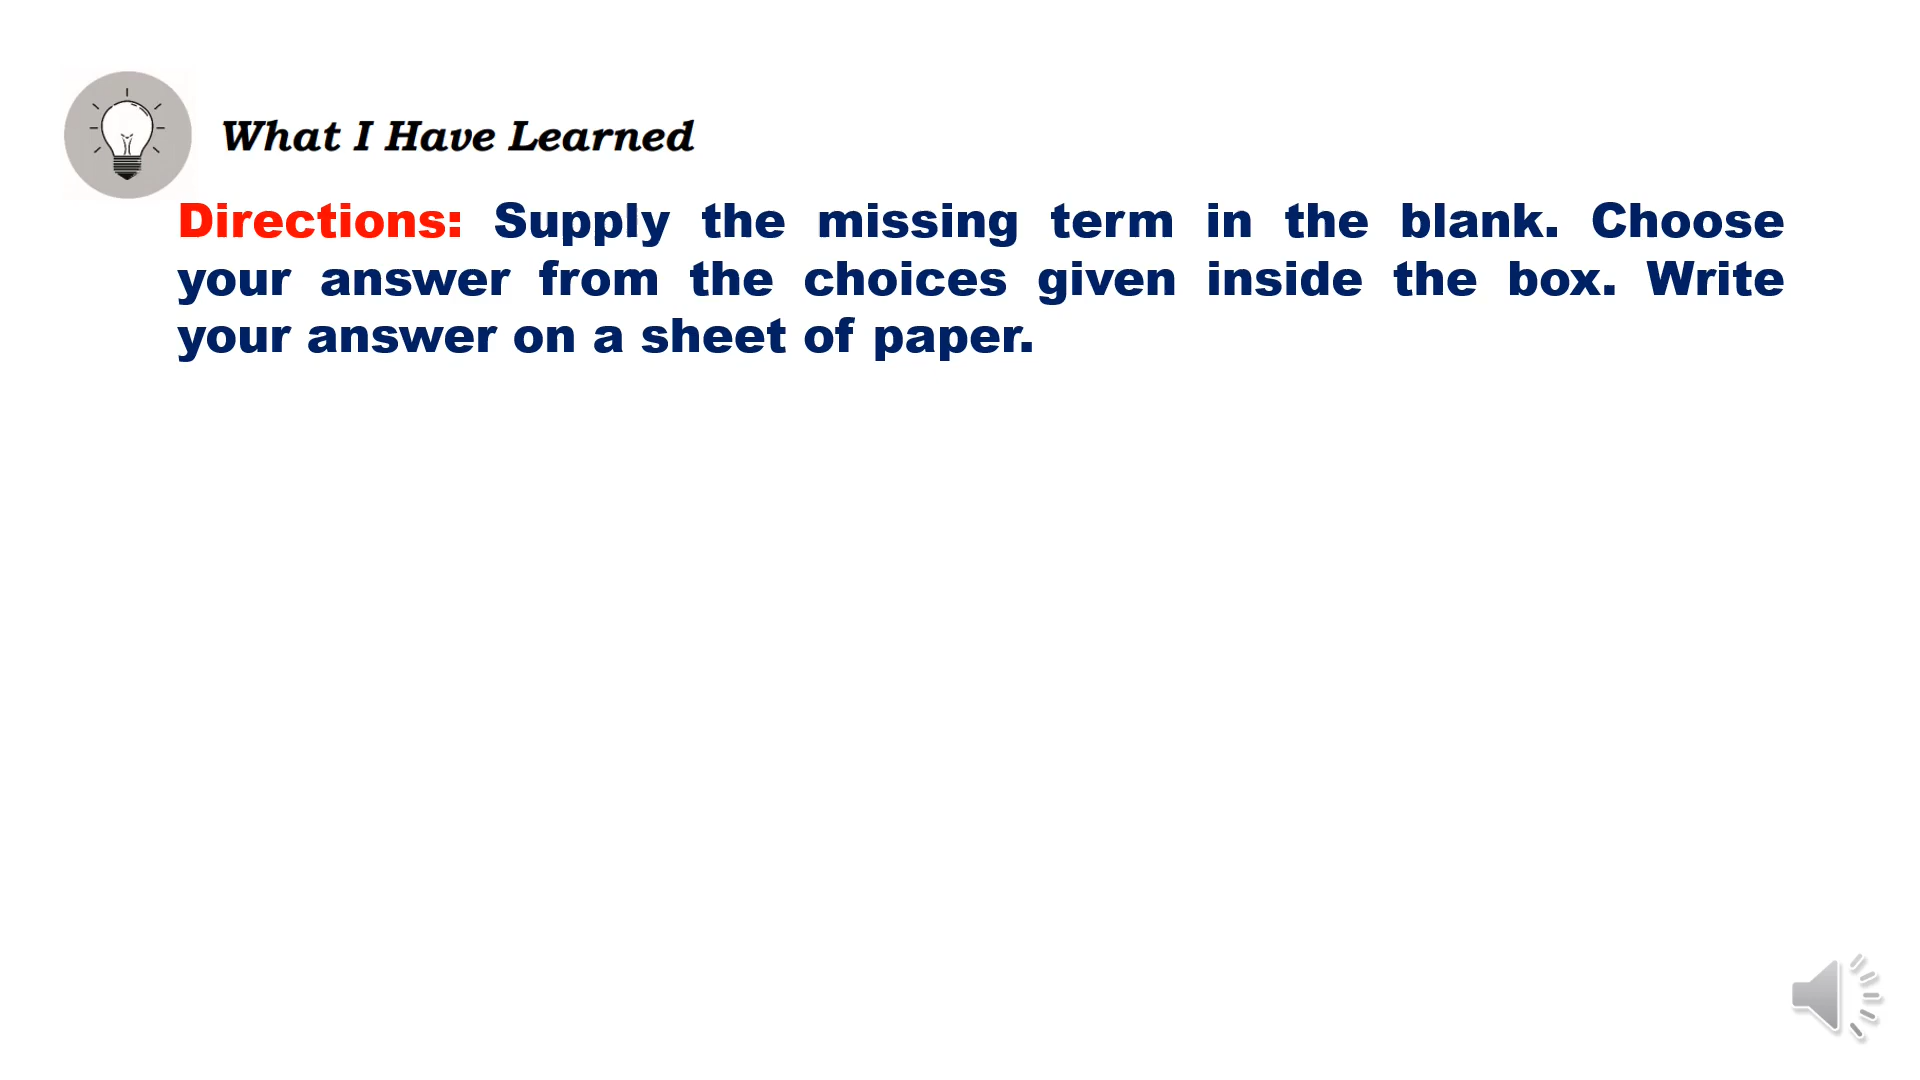 What I Have Learned
Directions: Supply the missing term in the blank. Choose
your answer from the choices given inside the box. Write
your answer on a sheet of paper.